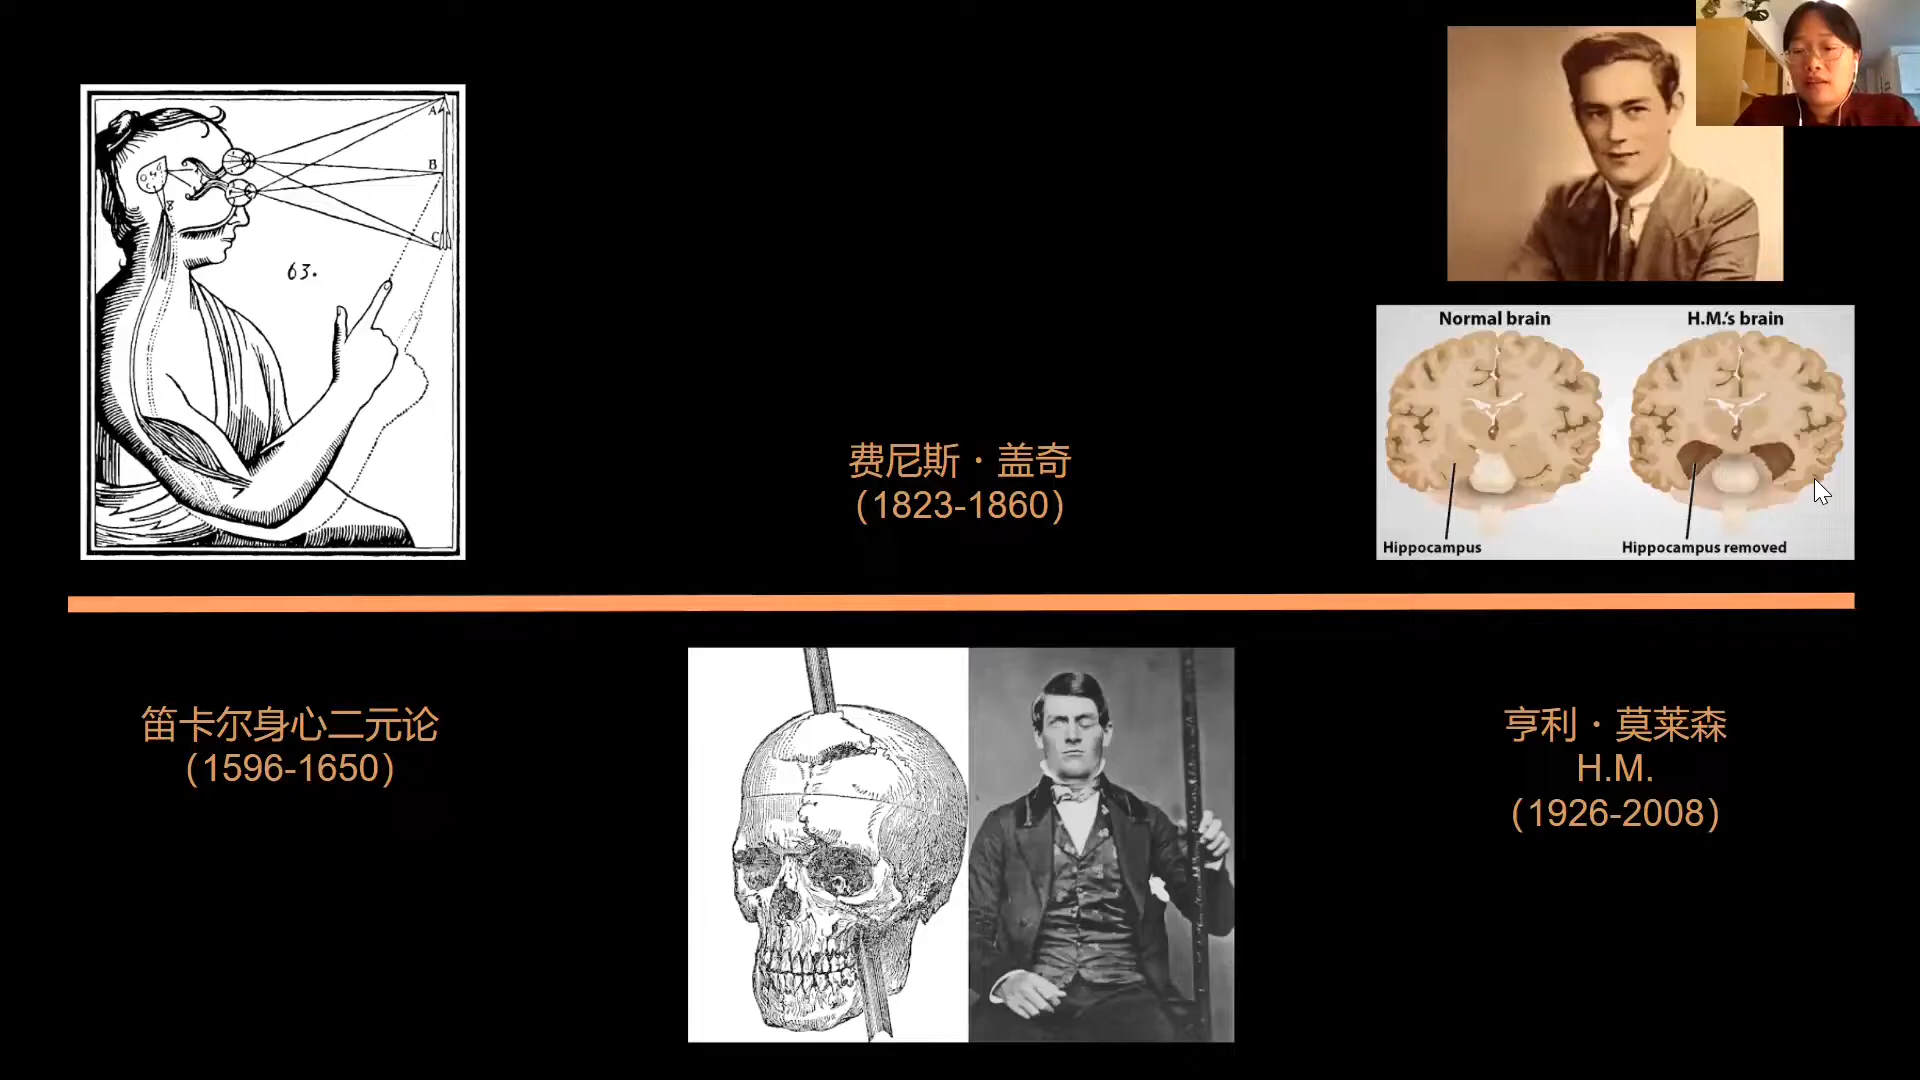 A
B
C
8
63.
费尼斯·盖奇
（1823-1860）
Normal brain
H.M.'s brain
Hippocampus
Hippocampus removed
笛卡尔身心二元论
（1596-1650）
亨利·莫莱森
H.M.
（1926-2008）